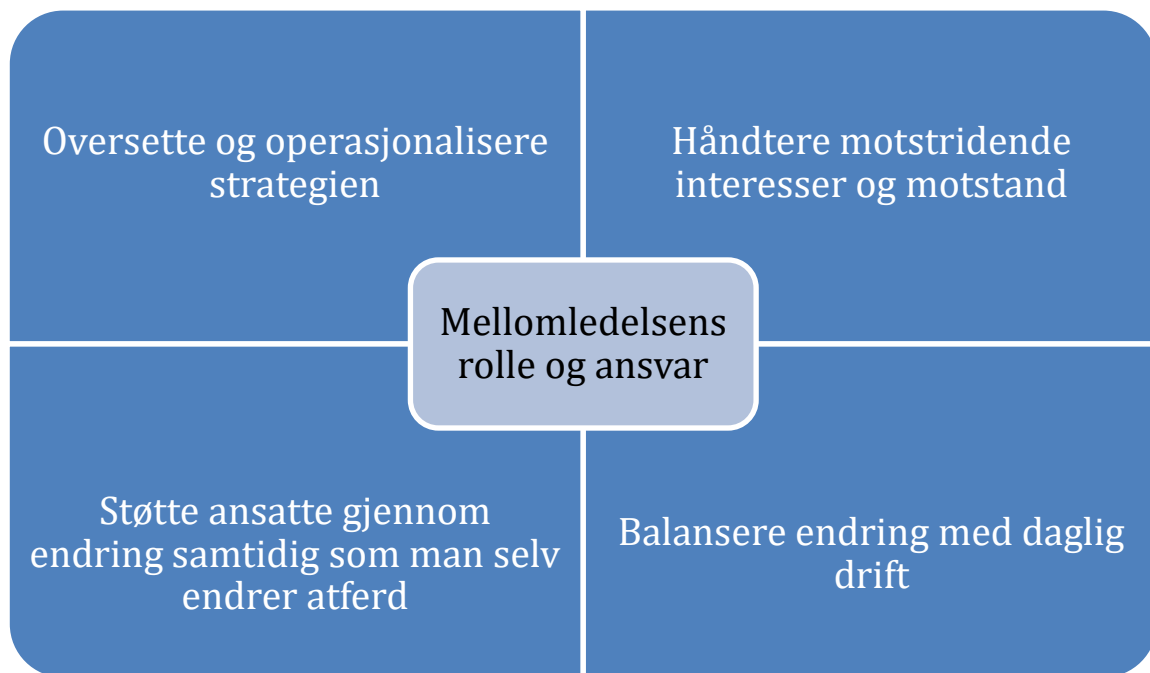 Oversette og operasjonalisere
strategien
Håndtere motstridende
interesser og motstand
Mellomledelsens
rolle og ansvar
Støtte ansatte gjennom
endring samtidig som man selv
endrer atferd
Balansere endring med daglig
drift